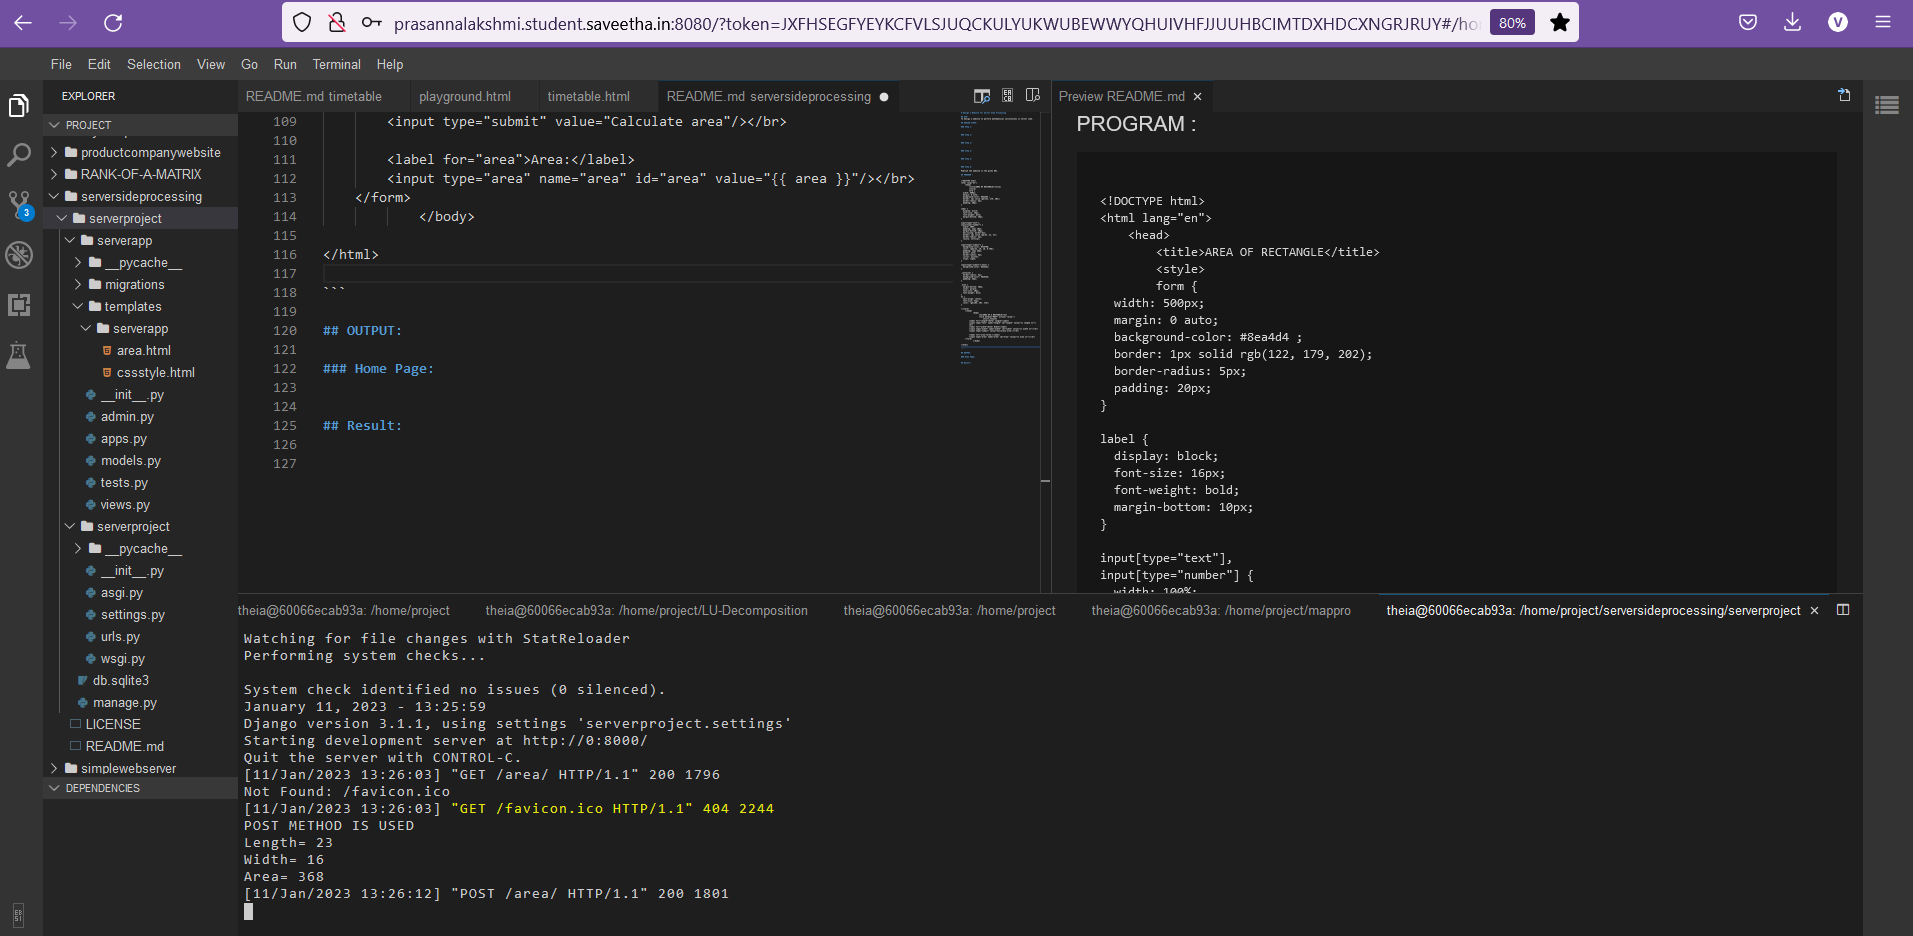 prasannalakshmi.student.saveetha.in:8080/?token=JXFHSEGFYEYKCFVLSJUQCKULYUKWUBEWWYQHUIVHFJJUUHBCIMTDXHDCXNGRJRUY#/ho
80%
V
File Edit Selection View Go Run Terminal Help
EXPLORER
PROJECT
productcompanywebsite
RANK-OF-A-MATRIX
serversideprocessing
serverproject
serverapp
__pycache__
migrations
templates
serverapp
area.html
cssstyle.html
__init__.py
admin.py
apps.py
models.py
tests.py
views.py
serverproject
__pycache__
__init__.py
asgi.py
settings.py
urls.py
wsgi.py
db.sqlite3
manage.py
LICENSE
README.md
simplewebserver
DEPENDENCIES
3
README.md timetable playground.html timetable.html README.md serversideprocessing
109 <input type="submit" value="Calculate area"/></br>
110
111 <label for="area">Area:</label>
112 <input type="area" name="area" id="area" value="{{ area }}"/></br>
113 </form>
114 </body>
115
116 </html>
117
118 ```
119
120 ## OUTPUT:
121
122 ### Home Page:
123
124
125 ## Result:
126
127
Preview README.md
PROGRAM :
<!DOCTYPE html>
<html lang="en">
<head>
<title>AREA OF RECTANGLE</title>
<style>
form {
width: 500px;
margin: 0 auto;
background-color: #8ea4d4 ;
border: 1px solid rgb(122, 179, 202);
border-radius: 5px;
padding: 20px;
}
label {
display: block;
font-size: 16px;
font-weight: bold;
margin-bottom: 10px;
}
input[type="text"],
input[type="number"] {
width: 100%;
theia@60066ecab93a: /home/project theia@60066ecab93a: /home/project/LU-Decomposition theia@60066ecab93a: /home/project theia@60066ecab93a: /home/project/mappro theia@60066ecab93a: /home/project/serversideprocessing/serverproject
Watching for file changes with StatReloader
Performing system checks...
System check identified no issues (0 silenced).
January 11, 2023 - 13:25:59
Django version 3.1.1, using settings 'serverproject.settings'
Starting development server at http://0:8000/
Quit the server with CONTROL-C.
[11/Jan/2023 13:26:03] "GET /area/ HTTP/1.1" 200 1796
Not Found: /favicon.ico
[11/Jan/2023 13:26:03] "GET /favicon.ico HTTP/1.1" 404 2244
POST METHOD IS USED
Length= 23
Width= 16
Area= 368
[11/Jan/2023 13:26:12] "POST /area/ HTTP/1.1" 200 1801